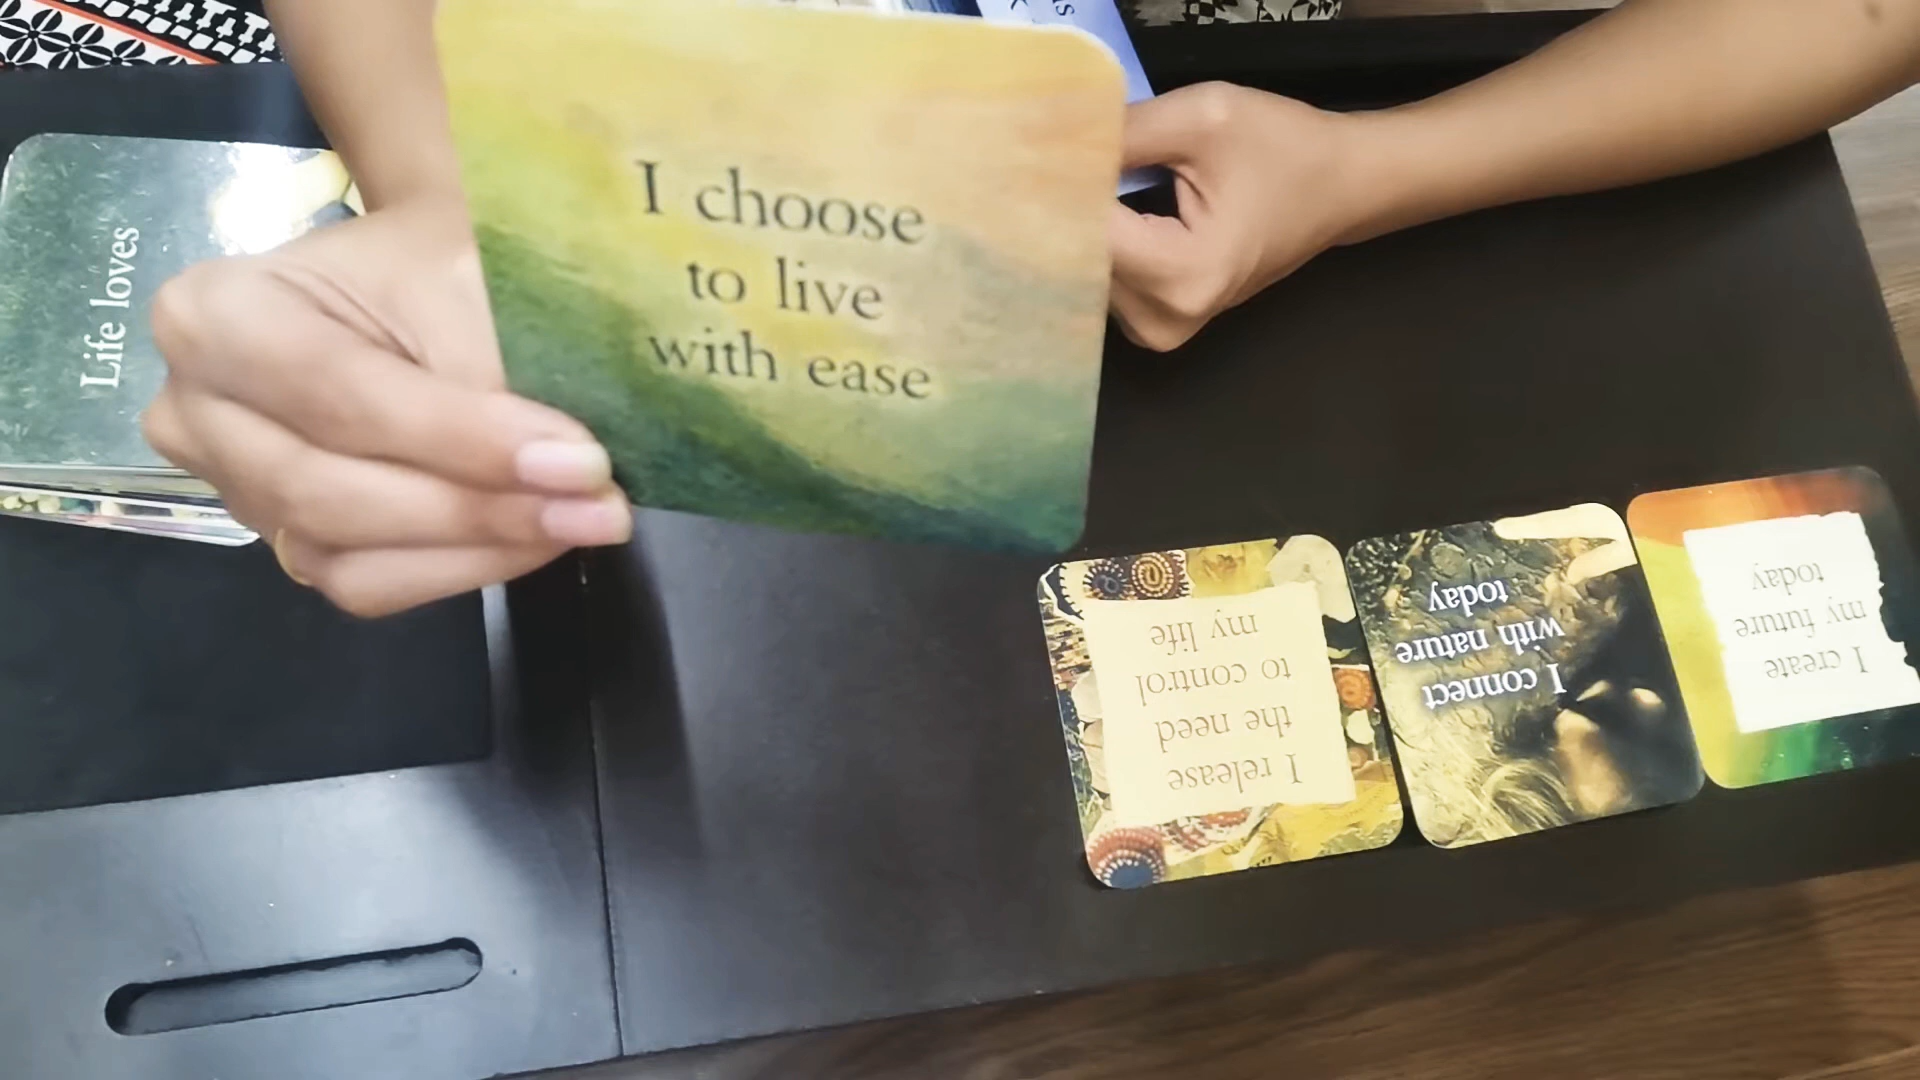 I choose
to live
with ease
Life loves
I release
the need
to control
my life
I connect
with nature
today
I create
my future
today